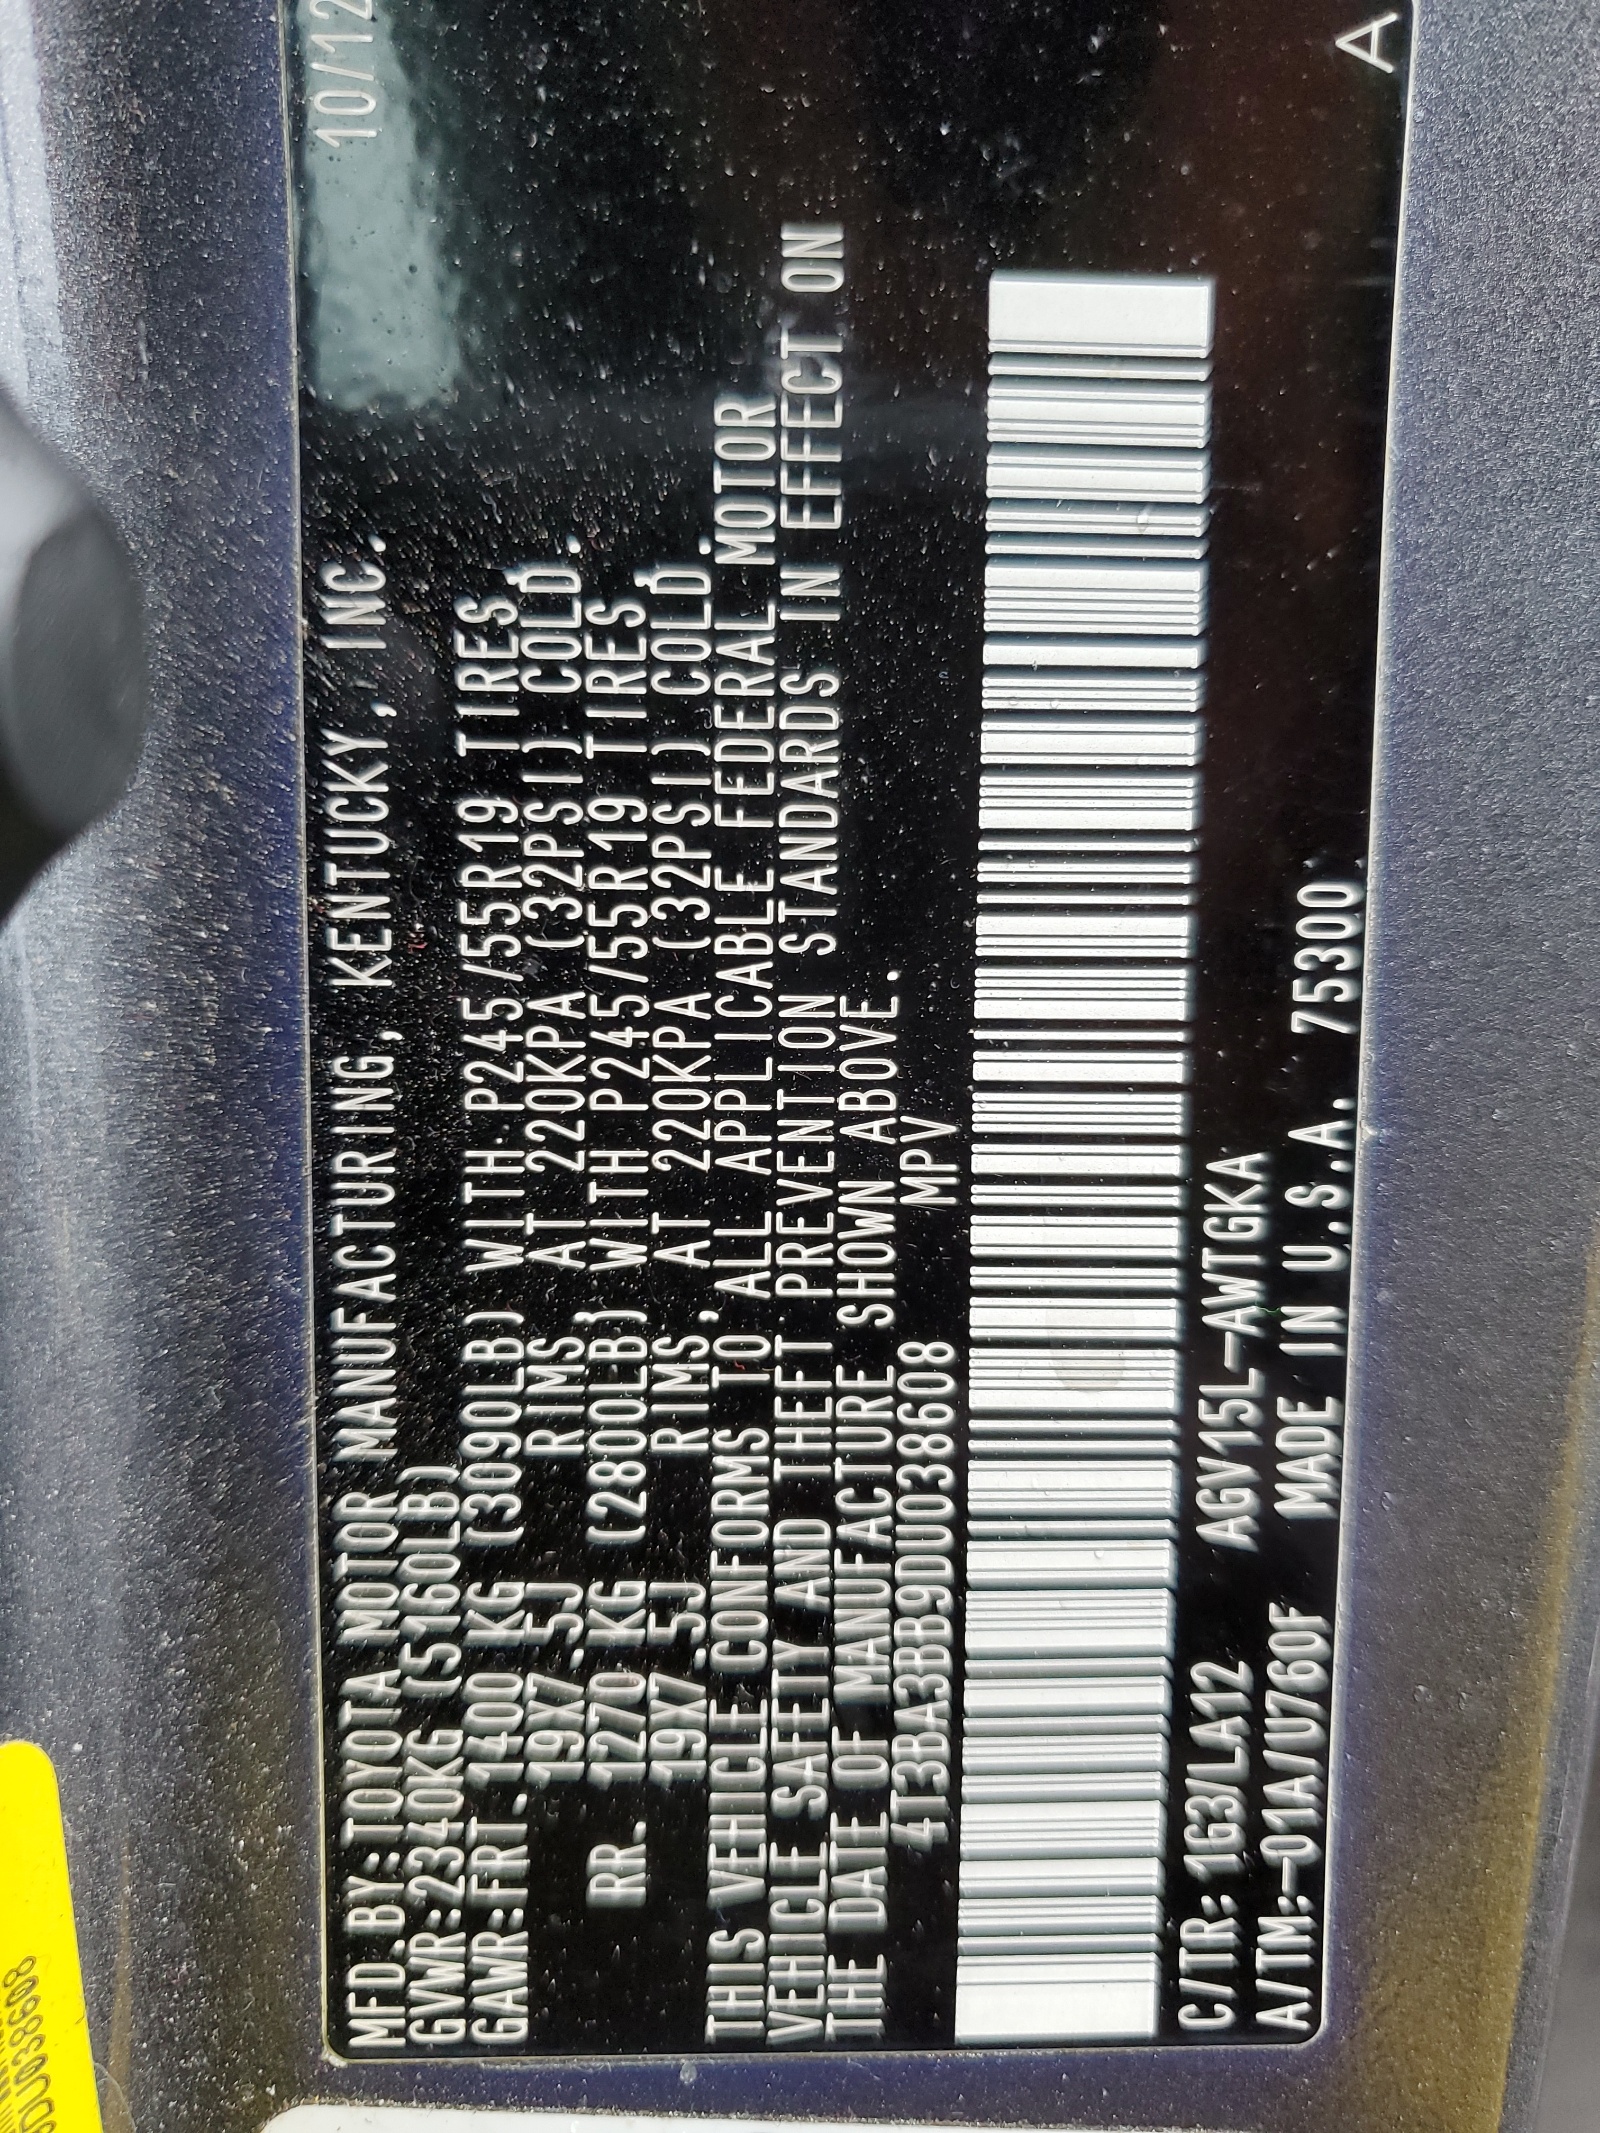 MFD.BY:TOYOTA MOTOR MANUFACTURING, KENTUCKY, INC. 10/12
GVWR:2340KG (5160LB)
GAWR:FRT. 1400 KG (3090LB) WITH P245/55R19 TIRES
19X7.5J RIMS AT 220KPA (32PSI) COLD.
RR. 1270 KG (2800LB) WITH P245/55R19 TIRES
19X7.5J RIMS, AT 220KPA (32PSI) COLD.
THIS VEHICLE CONFORMS TO ALL APPLICABLE FEDERAL MOTOR
VEHICLE SAFETY AND THEFT PREVENTION STANDARDS IN EFFECT ON
THE DATE OF MANUFACTURE SHOWN ABOVE.
4T3BA3BB9DU038608 MPV
C/TR:1G3/LA12 AGV15L-AWTGKA
A/TM:-01A/U760F MADE IN U.S.A. 75300
A
DU038608